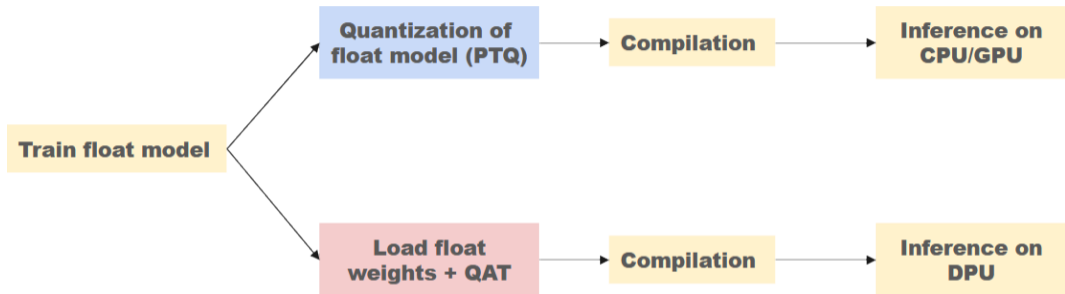 Quantization of
float model (PTQ)
Compilation
Inference on
CPU/GPU
Train float model
Load float
weights + QAT
Compilation
Inference on
DPU